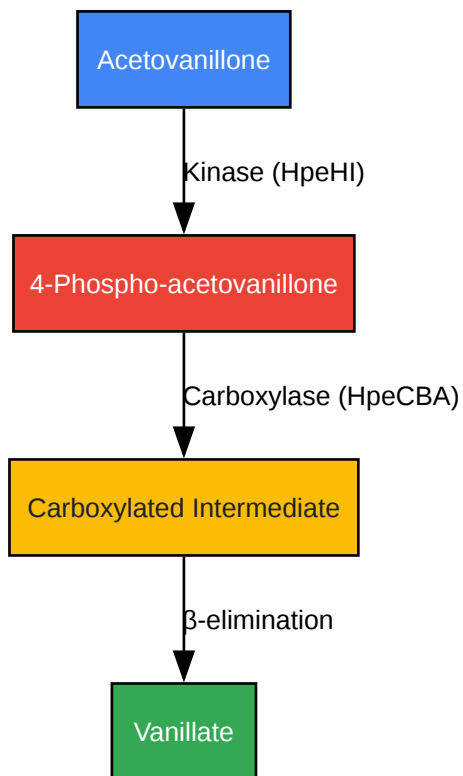 Acetovanillone
Kinase (HpeHI)
4-Phospho-acetovanillone
Carboxylase (HpeCBA)
Carboxylated Intermediate
β-elimination
Vanillate